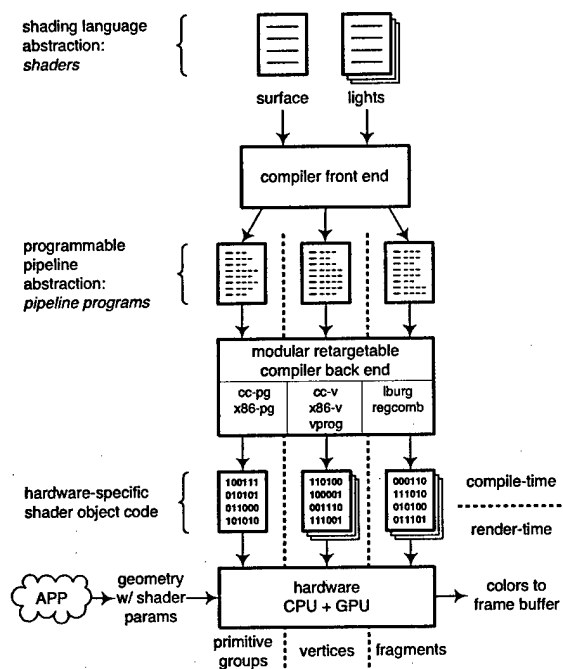 shading language
abstraction:
shaders
surface
lights
compiler front end
programmable
pipeline
abstraction:
pipeline programs
modular retargetable
compiler back end
cc-pg
x86-pg
cc-v
x86-v
vprog
lburg
regcomb
hardware-specific
shader object code
100111
010101
011000
101010
110100
100001
001110
111001
000110
111010
010100
011101
compile-time
render-time
APP
geometry
w/ shader
params
hardware
CPU + GPU
colors to
frame buffer
primitive
groups
vertices
fragments